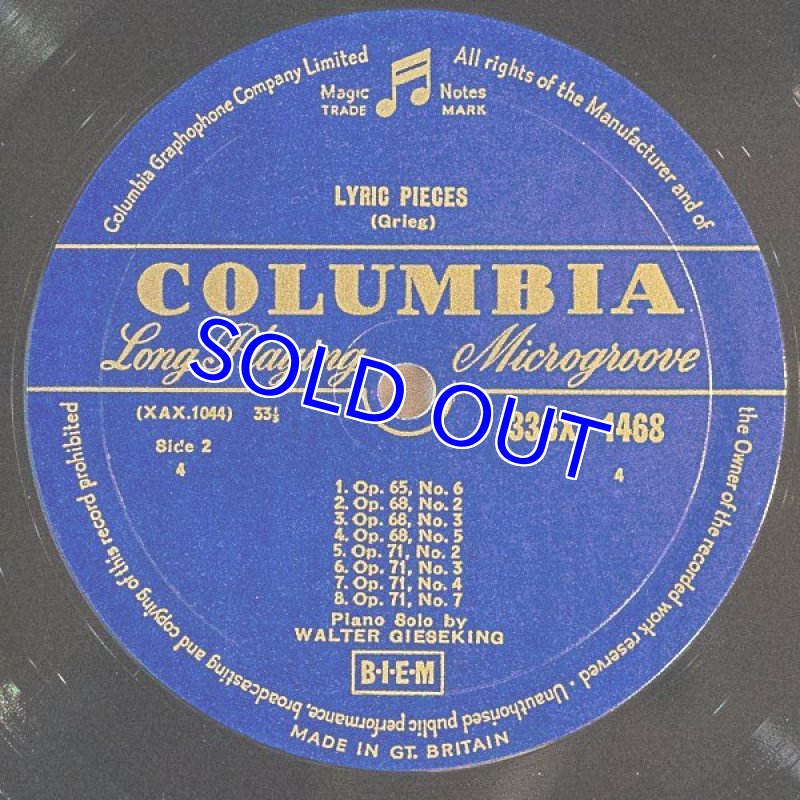 Columbia Graphophone Company Limited
All rights of the Manufacturer and of
the Owner of the recorded work reserved · Unauthorised public performance, broadcasting and copying of this record prohibited
Magic Notes
TRADE MARK
LYRIC PIECES
(Grieg)
COLUMBIA
Long Playing Microgroove
SOLD OUT
(XAX.1044) 33⅓
Side 2
4
1468
4
1. Op. 65, No. 6
2. Op. 68, No. 2
3. Op. 68, No. 3
4. Op. 68, No. 5
5. Op. 71, No. 2
6. Op. 71, No. 3
7. Op. 71, No. 4
8. Op. 71, No. 7
Piano Solo by
WALTER GIESEKING
B·I·E·M
MADE IN GT. BRITAIN